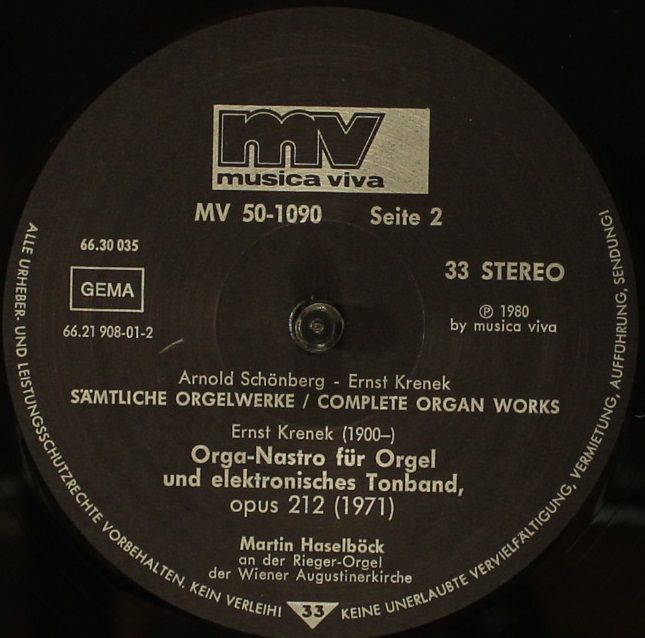 mv
musica viva
MV 50-1090 Seite 2
66.30 035
GEMA
66.21 908-01-2
33 STEREO
℗ 1980
by musica viva
Arnold Schönberg - Ernst Krenek
SÄMTLICHE ORGELWERKE / COMPLETE ORGAN WORKS
Ernst Krenek (1900–)
Orga-Nastro für Orgel
und elektronisches Tonband,
opus 212 (1971)
Martin Haselböck
an der Rieger-Orgel
der Wiener Augustinerkirche
ALLE URHEBER- UND LEISTUNGSSCHUTZRECHTE VORBEHALTEN. KEIN VERLEIH!
33
KEINE UNERLAUBTE VERVIELFÄLTIGUNG, VERMIETUNG, AUFFÜHRUNG, SENDUNG!